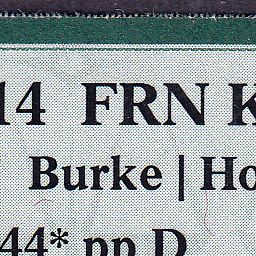 14 FRN K
Burke | Ho
44* pp D